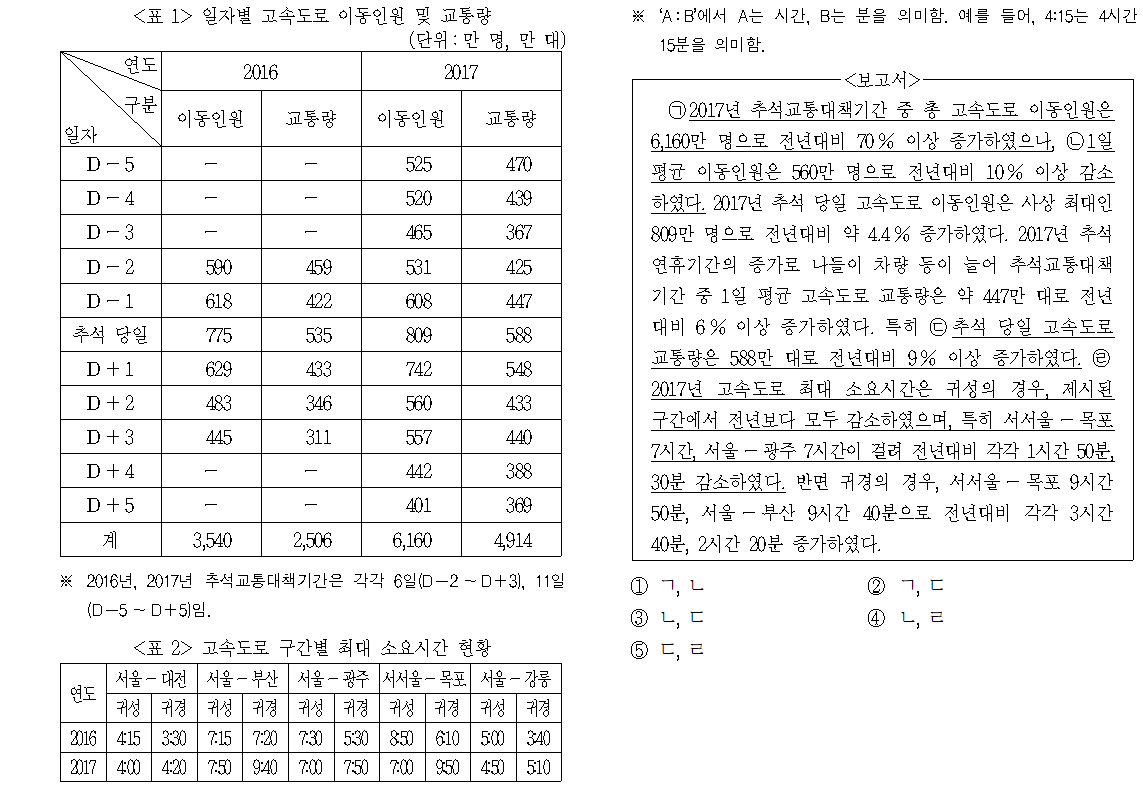 <표 1> 일자별 고속도로 이동인원 및 교통량
(단위 : 만 명, 만 대)
연도 2016 2017
구분
일자 이동인원 교통량 이동인원 교통량
D－5 － － 525 470
D－4 － － 520 439
D－3 － － 465 367
D－2 590 459 531 425
D－1 618 422 608 447
추석 당일 775 535 809 588
D＋1 629 433 742 548
D＋2 483 346 560 433
D＋3 445 311 557 440
D＋4 － － 442 388
D＋5 － － 401 369
계 3,540 2,506 6,160 4,914
※ 2016년, 2017년 추석교통대책기간은 각각 6일(D－2 ~ D＋3), 11일
(D－5 ~ D＋5)임.
<표 2> 고속도로 구간별 최대 소요시간 현황
연도 서울－대전 서울－부산 서울－광주 서서울－목포 서울－강릉
귀성 귀경 귀성 귀경 귀성 귀경 귀성 귀경 귀성 귀경
2016 4:15 3:30 7:15 7:20 7:30 5:30 8:50 6:10 5:00 3:40
2017 4:00 4:20 7:50 9:40 7:00 7:50 7:00 9:50 4:50 5:10
※ ‘A : B’에서 A는 시간, B는 분을 의미함. 예를 들어, 4:15는 4시간
15분을 의미함.
<보고서>
㉠2017년 추석교통대책기간 중 총 고속도로 이동인원은
6,160만 명으로 전년대비 70 % 이상 증가하였으나, ㉡1일
평균 이동인원은 560만 명으로 전년대비 10 % 이상 감소
하였다. 2017년 추석 당일 고속도로 이동인원은 사상 최대인
809만 명으로 전년대비 약 4.4 % 증가하였다. 2017년 추석
연휴기간의 증가로 나들이 차량 등이 늘어 추석교통대책
기간 중 1일 평균 고속도로 교통량은 약 447만 대로 전년
대비 6 % 이상 증가하였다. 특히 ㉢ 추석 당일 고속도로
교통량은 588만 대로 전년대비 9 % 이상 증가하였다. ㉣
2017년 고속도로 최대 소요시간은 귀성의 경우, 제시된
구간에서 전년보다 모두 감소하였으며, 특히 서서울－목포
7시간, 서울－광주 7시간이 걸려 전년대비 각각 1시간 50분,
30분 감소하였다. 반면 귀경의 경우, 서서울－목포 9시간
50분, 서울－부산 9시간 40분으로 전년대비 각각 3시간
40분, 2시간 20분 증가하였다.
① ㄱ, ㄴ ② ㄱ, ㄷ
③ ㄴ, ㄷ ④ ㄴ, ㄹ
⑤ ㄷ, ㄹ